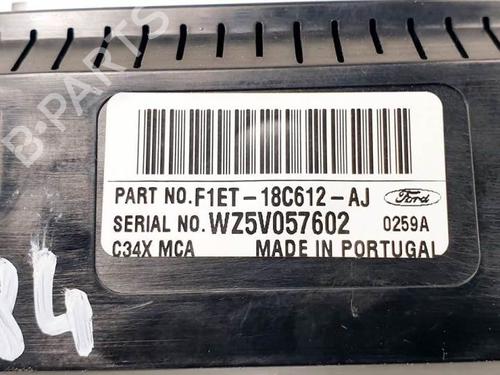 B-PARTS
PART NO.F1ET-18C612-AJ
Ford
SERIAL NO.WZ5V057602
0259A
C34X MCA
MADE IN PORTUGAL
84